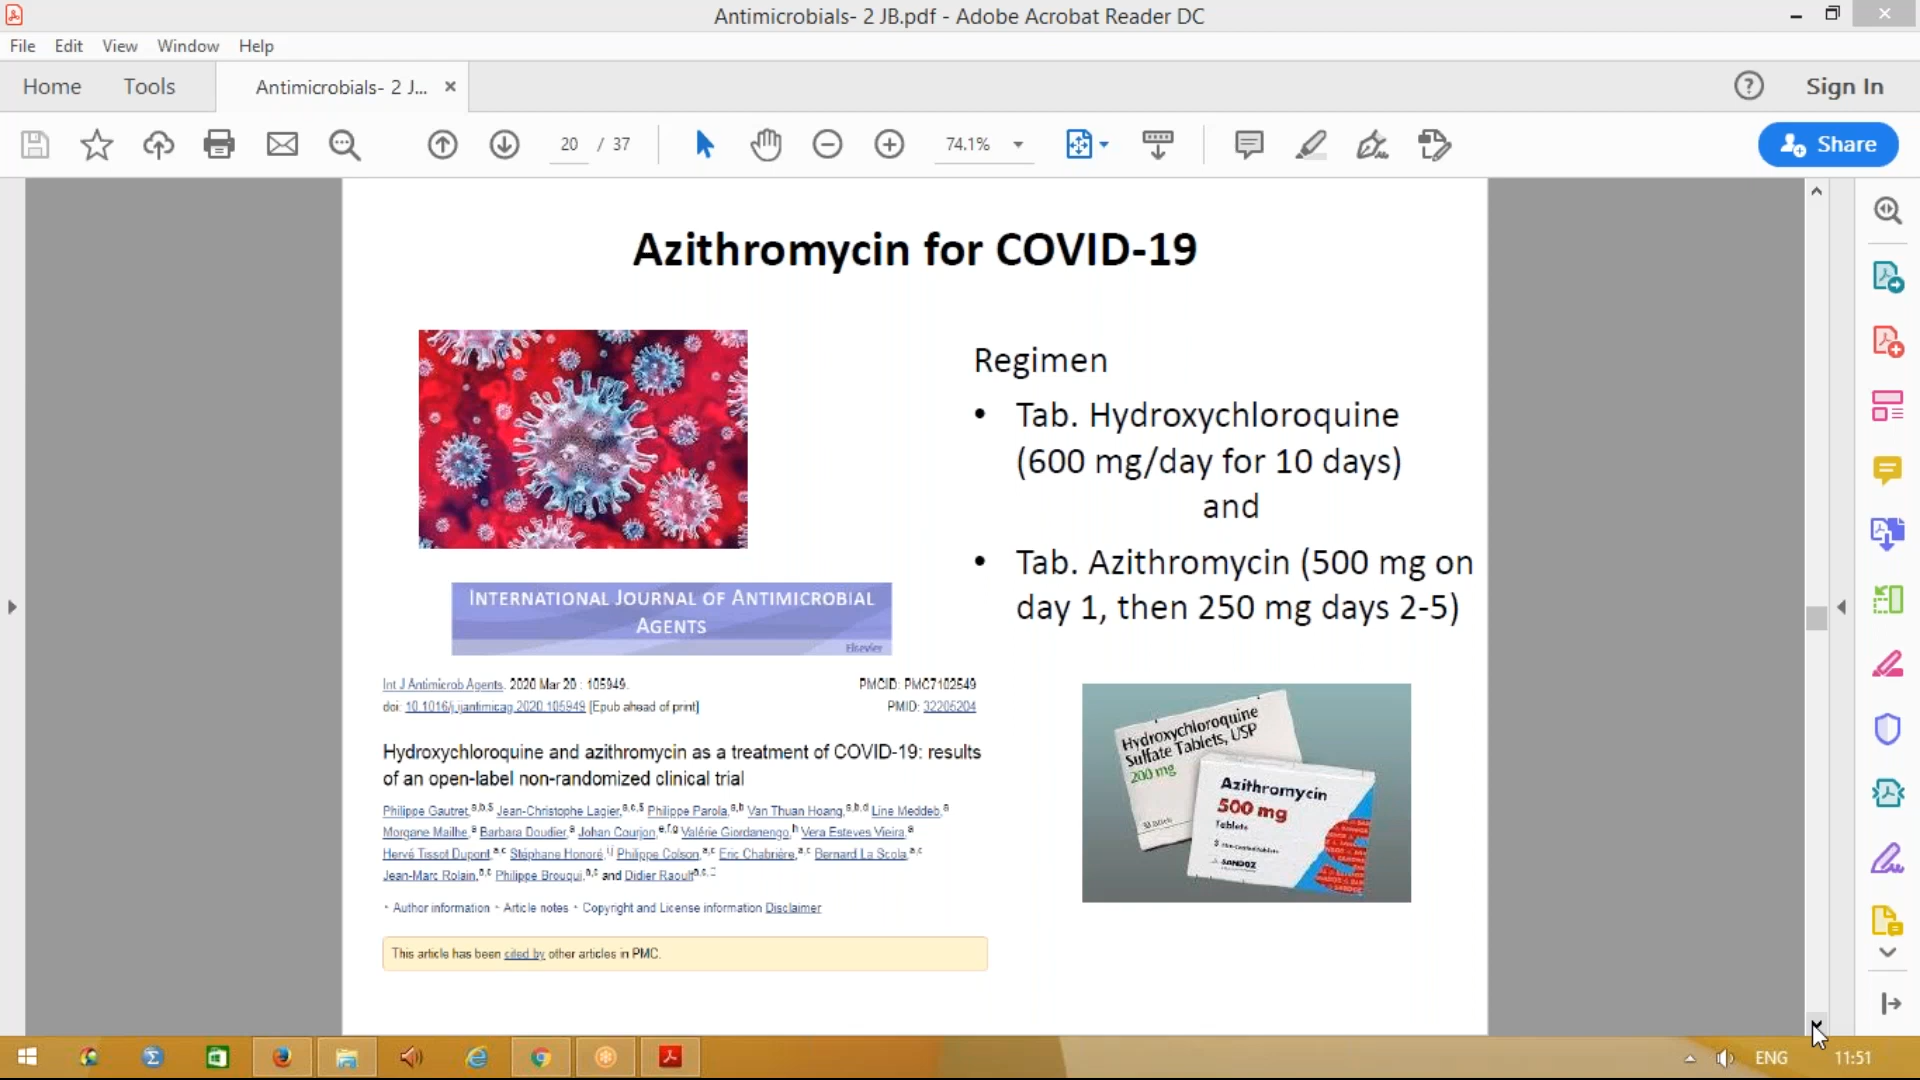 Antimicrobials- 2 JB.pdf - Adobe Acrobat Reader DC
File Edit View Window Help
Home Tools Antimicrobials- 2 J... Sign In
20 / 37 74.1% Share
Azithromycin for COVID-19
Regimen
• Tab. Hydroxychloroquine
(600 mg/day for 10 days)
and
• Tab. Azithromycin (500 mg on
day 1, then 250 mg days 2-5)
INTERNATIONAL JOURNAL OF ANTIMICROBIAL
AGENTS
Elsevier
Int J Antimicrob Agents. 2020 Mar 20 : 105949. PMCID: PMC7102549
doi: 10.1016/j.ijantimicag.2020.105949 [Epub ahead of print] PMID: 32205204
Hydroxychloroquine and azithromycin as a treatment of COVID-19: results
of an open-label non-randomized clinical trial
Philippe Gautret, Jean-Christophe Lagier, Philippe Parola, Van Thuan Hoang, Line Meddeb,
Morgane Mailhe, Barbara Doudier, Johan Courjon, Valérie Giordanengo, Vera Esteves Vieira,
Hervé Tissot Dupont, Stéphane Honoré, Philippe Colson, Eric Chabrière, Bernard La Scola,
Jean-Marc Rolain, Philippe Brouqui, and Didier Raoult
Author information Article notes Copyright and License information Disclaimer
This article has been cited by other articles in PMC.
Hydroxychloroquine
Sulfate Tablets, USP
200 mg
Azithromycin
500 mg
Tablets
SANDOZ
ENG 11:51